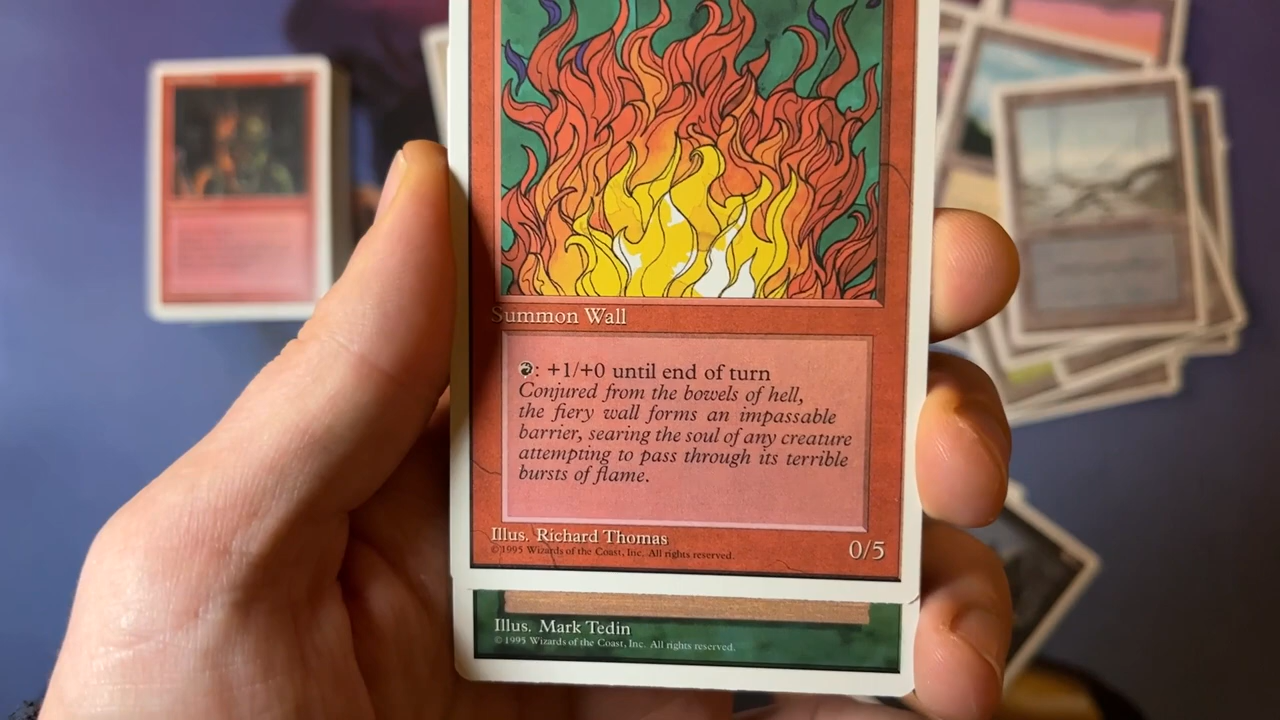 Summon Wall
: +1/+0 until end of turn
Conjured from the bowels of hell,
the fiery wall forms an impassable
barrier, searing the soul of any creature
attempting to pass through its terrible
bursts of flame.
Illus. Richard Thomas
© 1995 Wizards of the Coast, Inc. All rights reserved.
0/5
Illus. Mark Tedin
© 1995 Wizards of the Coast, Inc. All rights reserved.